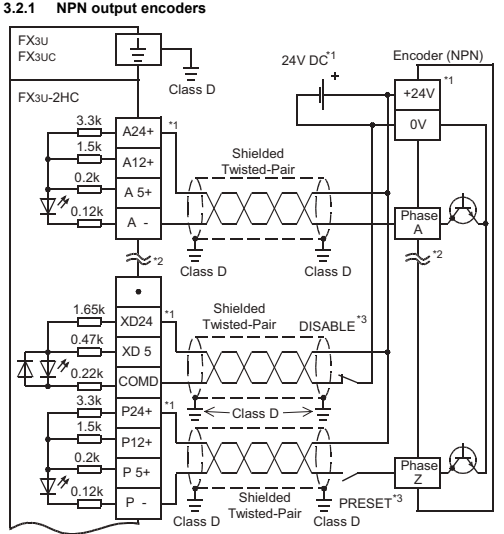 3.2.1 NPN output encoders
FX3U
FX3UC
Class D
24V DC*1
+
Encoder (NPN)
*1
+24V
0V
FX3U-2HC
3.3k
A24+
*1
1.5k
A12+
0.2k
A 5+
0.12k
A -
Shielded
Twisted-Pair
Phase
A
*2
*2
Class D
Class D
•
1.65k
XD24
*1
0.47k
XD 5
0.22k
COMD
Shielded
Twisted-Pair
DISABLE*3
Class D
3.3k
P24+
*1
1.5k
P12+
0.2k
P 5+
0.12k
P -
Phase
Z
Shielded
Twisted-Pair
PRESET*3
Class D
Class D